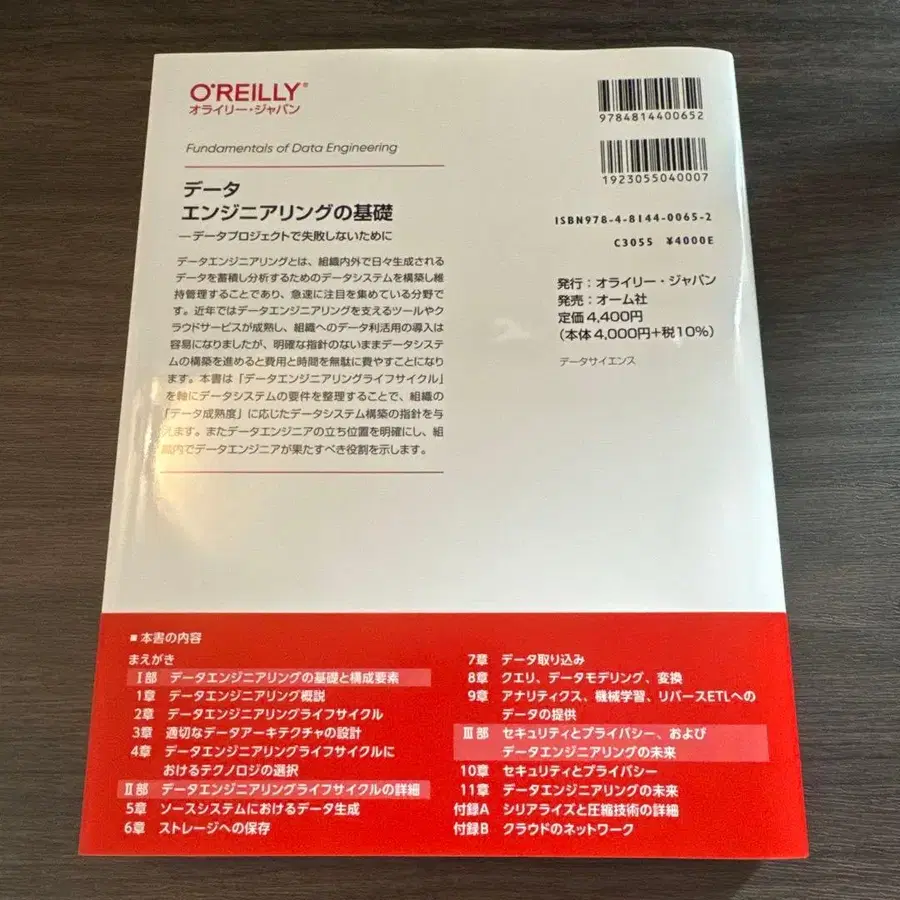 O'REILLY®
オライリー・ジャパン
Fundamentals of Data Engineering
データ
エンジニアリングの基礎
―データプロジェクトで失敗しないために
データエンジニアリングとは、組織内外で日々生成される
データを蓄積し分析するためのデータシステムを構築し維
持管理することであり、急速に注目を集めている分野で
す。近年ではデータエンジニアリングを支えるツールやク
ラウドサービスが成熟し、組織へのデータ利活用の導入は
容易になりましたが、明確な指針のないままデータシステ
ムの構築を進めると費用と時間を無駄に費やすことになり
ます。本書は「データエンジニアリングライフサイクル」
を軸にデータシステムの要件を整理することで、組織の
「データ成熟度」に応じたデータシステム構築の指針を与
えます。またデータエンジニアの立ち位置を明確にし、組
織内でデータエンジニアが果たすべき役割を示します。
9784814400652
1923055040007
ISBN978-4-8144-0065-2
C3055 ¥4000E
発行：オライリー・ジャパン
発売：オーム社
定価4,400円
（本体4,000円+税10%）
データサイエンス
■ 本書の内容
まえがき
Ⅰ部 データエンジニアリングの基礎と構成要素
1章 データエンジニアリング概説
2章 データエンジニアリングライフサイクル
3章 適切なデータアーキテクチャの設計
4章 データエンジニアリングライフサイクルに
おけるテクノロジの選択
Ⅱ部 データエンジニアリングライフサイクルの詳細
5章 ソースシステムにおけるデータ生成
6章 ストレージへの保存
7章 データ取り込み
8章 クエリ、データモデリング、変換
9章 アナリティクス、機械学習、リバースETLへの
データの提供
Ⅲ部 セキュリティとプライバシー、および
データエンジニアリングの未来
10章 セキュリティとプライバシー
11章 データエンジニアリングの未来
付録A シリアライズと圧縮技術の詳細
付録B クラウドのネットワーク